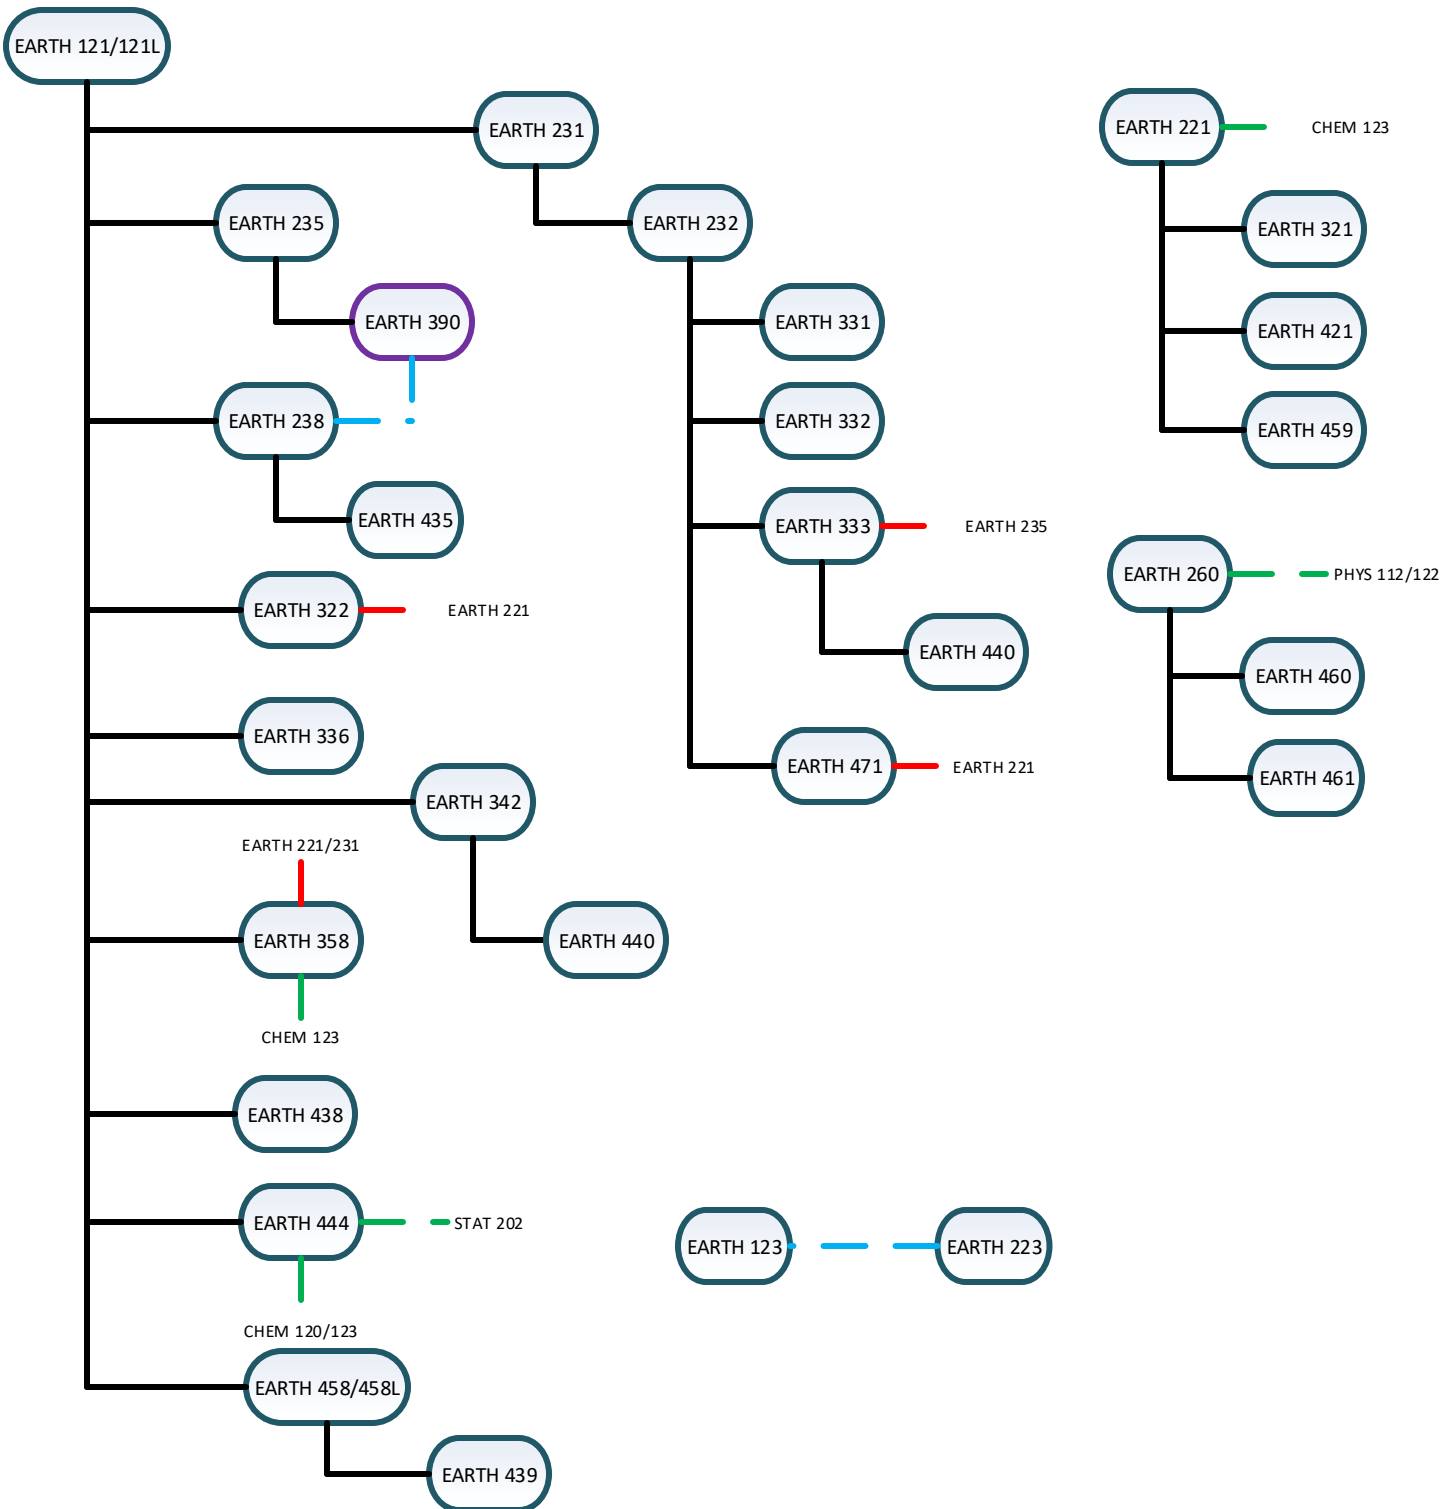 EARTH 121/121L
EARTH 231
EARTH 221
CHEM 123
EARTH 235
EARTH 232
EARTH 321
EARTH 390
EARTH 331
EARTH 421
EARTH 238
EARTH 332
EARTH 459
EARTH 435
EARTH 333
EARTH 235
EARTH 260
PHYS 112/122
EARTH 322
EARTH 221
EARTH 440
EARTH 460
EARTH 336
EARTH 471
EARTH 221
EARTH 461
EARTH 342
EARTH 221/231
EARTH 358
EARTH 440
CHEM 123
EARTH 438
EARTH 444
STAT 202
EARTH 123
EARTH 223
CHEM 120/123
EARTH 458/458L
EARTH 439